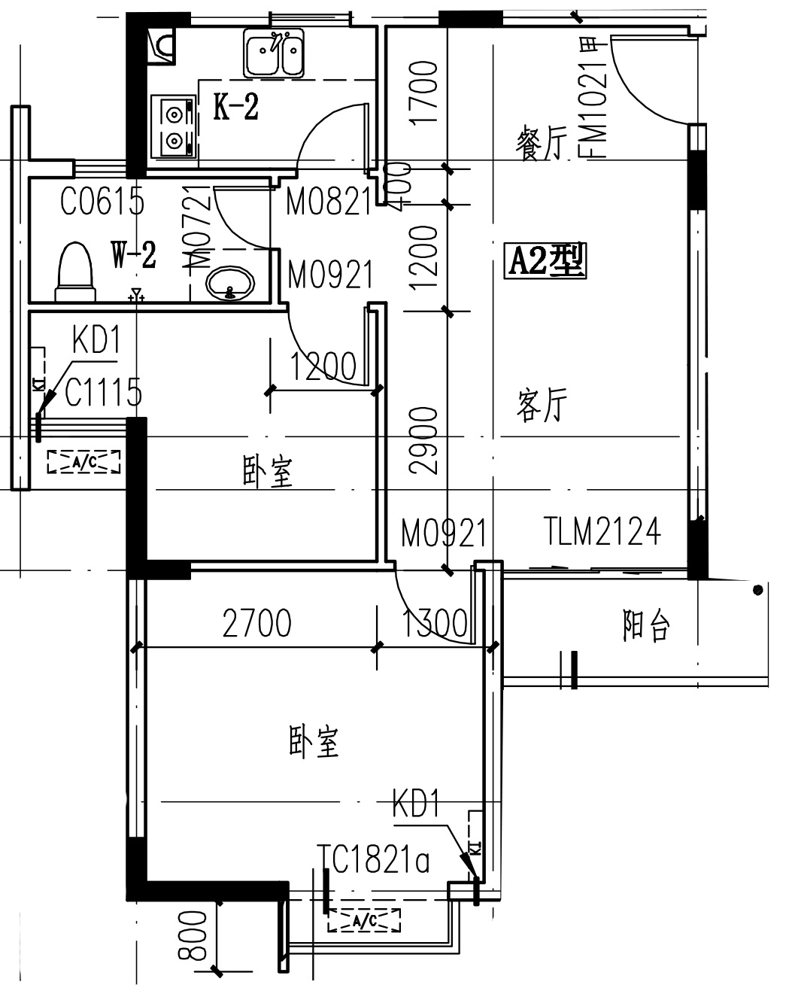 K-2
1700
餐厅
FM1021甲
C0615
M0721
M0821
400
W-2
M0921
1200
A2型
KD1
1200
KI
C1115
客厅
2900
A/C
卧室
M0921
TLM2124
2700
1300
阳台
卧室
KD1
KI
TC1821a
A/C
800